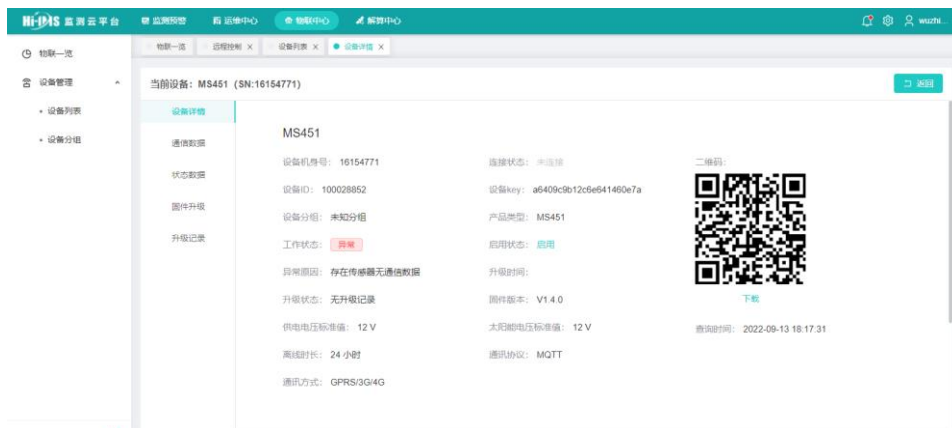 Hi-IMS 监测云平台 监测预警 运维中心 物联中心 解算中心 wuzhi...
物联一览 物联一览 远程控制 × 设备列表 × 设备详情 ×
设备管理 当前设备：MS451 (SN:16154771) 返回
设备列表
设备分组
设备详情
通信数据
状态数据
固件升级
升级记录
MS451
设备机身号： 16154771 连接状态： 未连接 二维码：
设备ID： 100028852 设备key： a6409c9b12c6e641460e7a
设备分组： 未知分组 产品类型： MS451
工作状态： 异常 启用状态： 启用
异常原因： 存在传感器无通信数据 升级时间：
升级状态： 无升级记录 固件版本： V1.4.0 下载
供电电压标准值： 12 V 太阳能电压标准值： 12 V 查询时间： 2022-09-13 18:17:31
离线时长： 24 小时 通讯协议： MQTT
通讯方式： GPRS/3G/4G